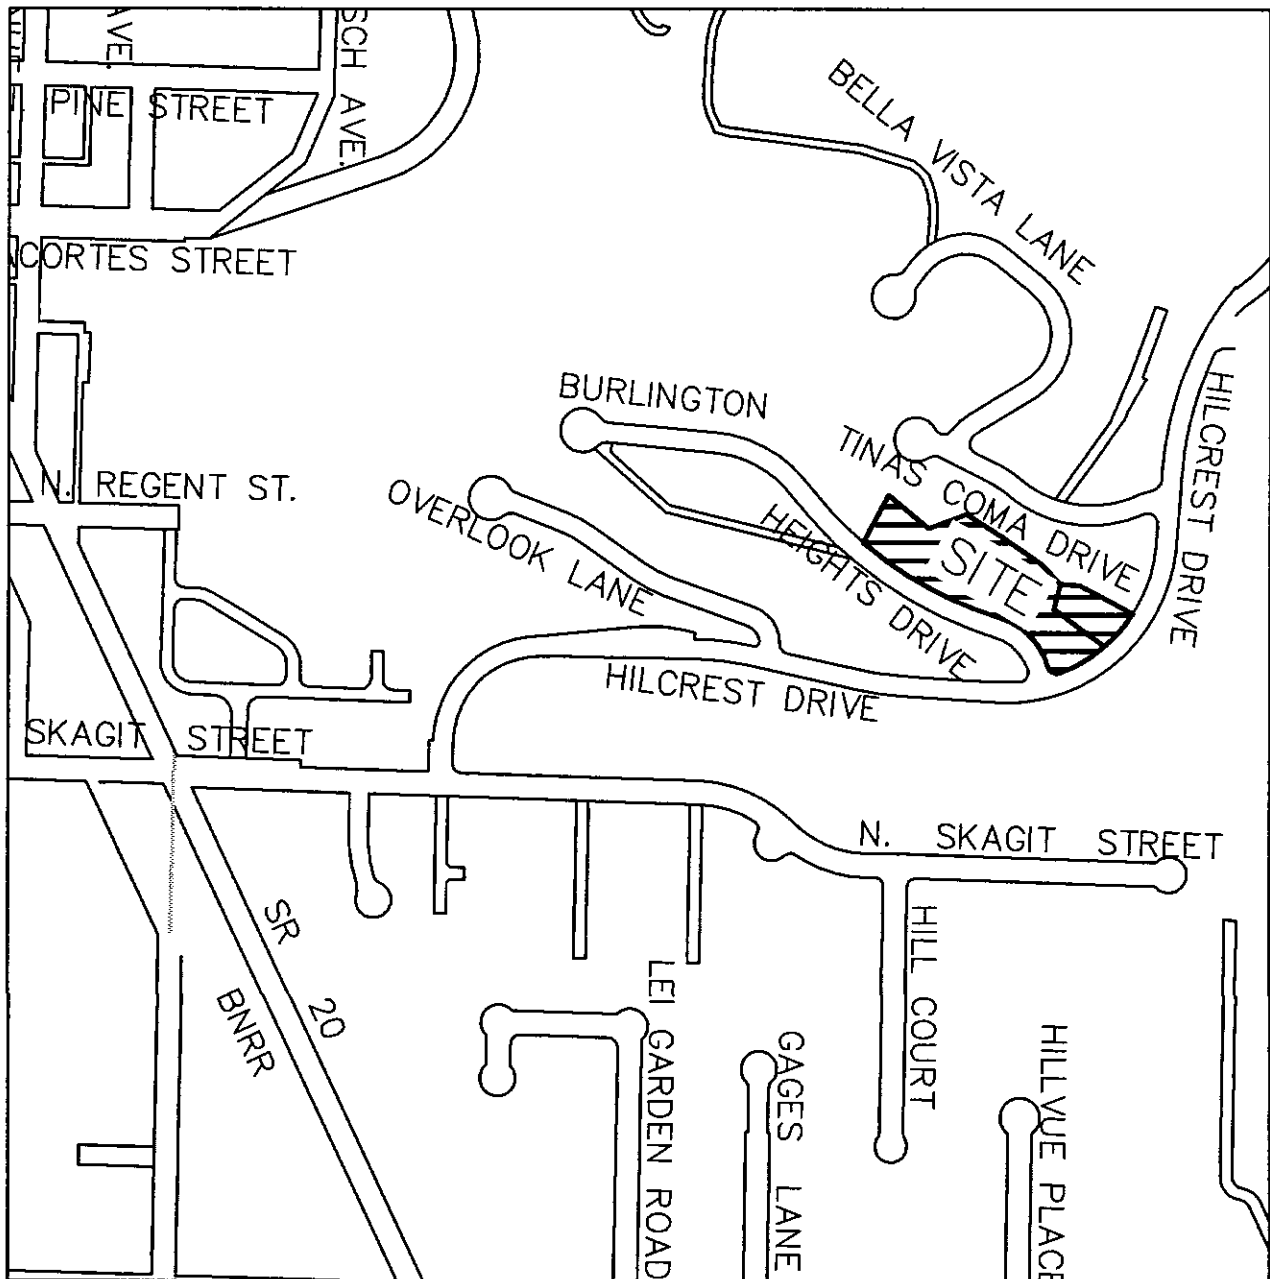 AVE.
SCH AVE.
PINE STREET
CORTES STREET
BELLA VISTA LANE
BURLINGTON
HEIGHTS DRIVE
TINAS COMA DRIVE
HILCREST DRIVE
SITE
N. REGENT ST.
OVERLOOK LANE
HILCREST DRIVE
SKAGIT STREET
N. SKAGIT STREET
SR 20
BNRR
HILL COURT
LEI GARDEN ROAD
GAGES LANE
HILLVUE PLACE